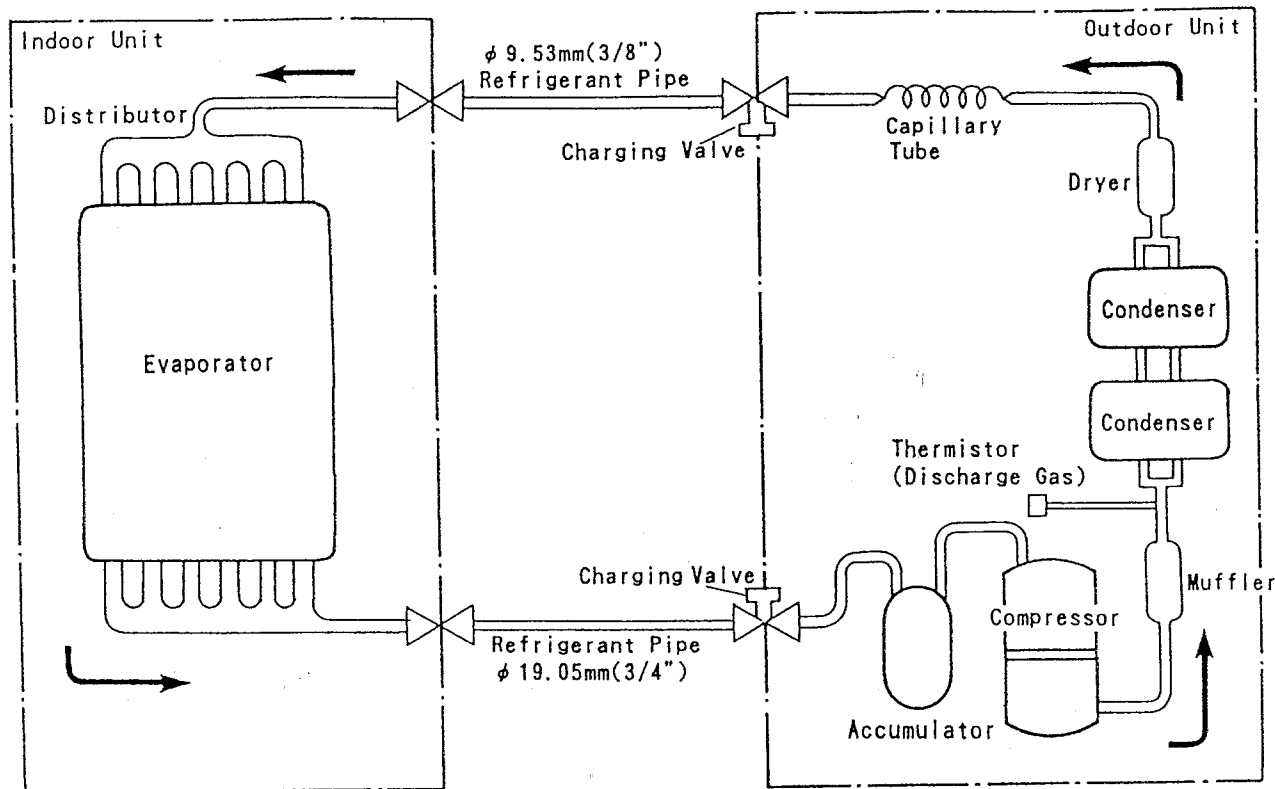 Indoor Unit
Outdoor Unit
φ 9.53mm(3/8")
Refrigerant Pipe
Distributor
Charging Valve
Capillary
Tube
Dryer
Condenser
Evaporator
Condenser
Thermistor
(Discharge Gas)
Charging Valve
Muffler
Compressor
Refrigerant Pipe
φ 19.05mm(3/4")
Accumulator